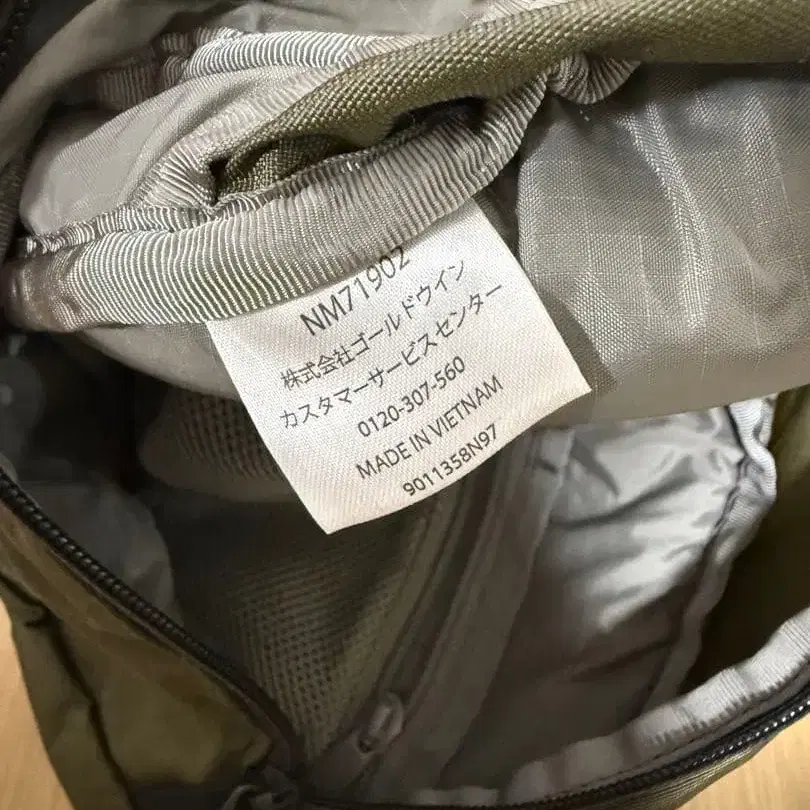 NM71902
株式会社ゴールドウイン
カスタマーサービスセンター
0120-307-560
MADE IN VIETNAM
9011358N97